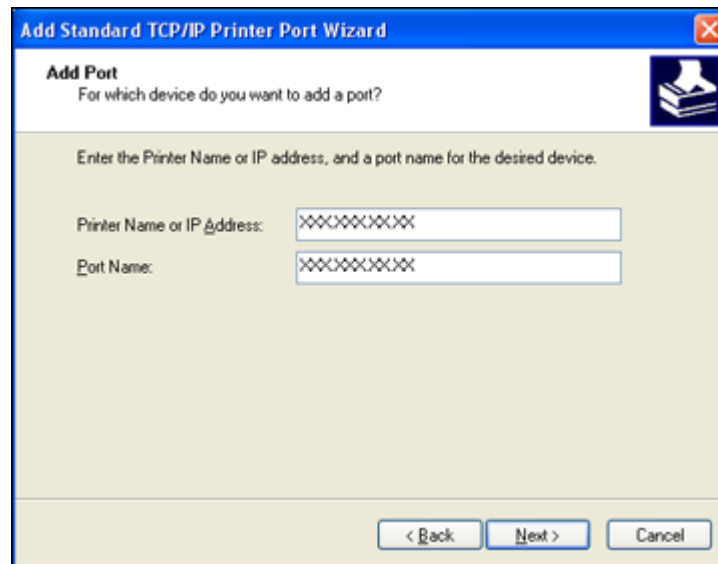 Add Standard TCP/IP Printer Port Wizard
Add Port
For which device do you want to add a port?
Enter the Printer Name or IP address, and a port name for the desired device.
Printer Name or IP Address: XXX.XXX.XX.XX
Port Name: XXX.XXX.XX.XX
< Back Next > Cancel